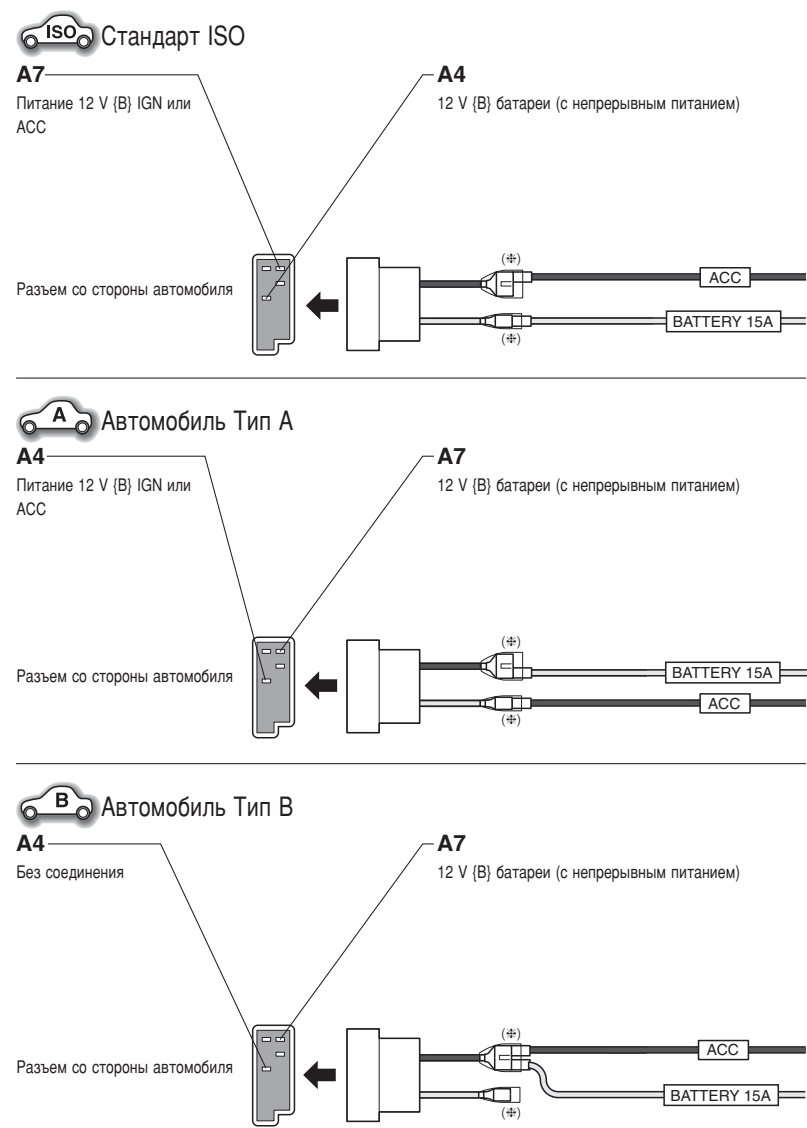 ISO Стандарт ISO
A7
Питание 12 V {В} IGN или
ACC
A4
12 V {В} батареи (с непрерывным питанием)
Разъем со стороны автомобиля
(❉)
ACC
BATTERY 15A
(❉)
A Автомобиль Тип A
A4
Питание 12 V {В} IGN или
ACC
A7
12 V {В} батареи (с непрерывным питанием)
Разъем со стороны автомобиля
(❉)
BATTERY 15A
ACC
(❉)
B Автомобиль Тип B
A4
Без соединения
A7
12 V {В} батареи (с непрерывным питанием)
Разъем со стороны автомобиля
(❉)
ACC
BATTERY 15A
(❉)